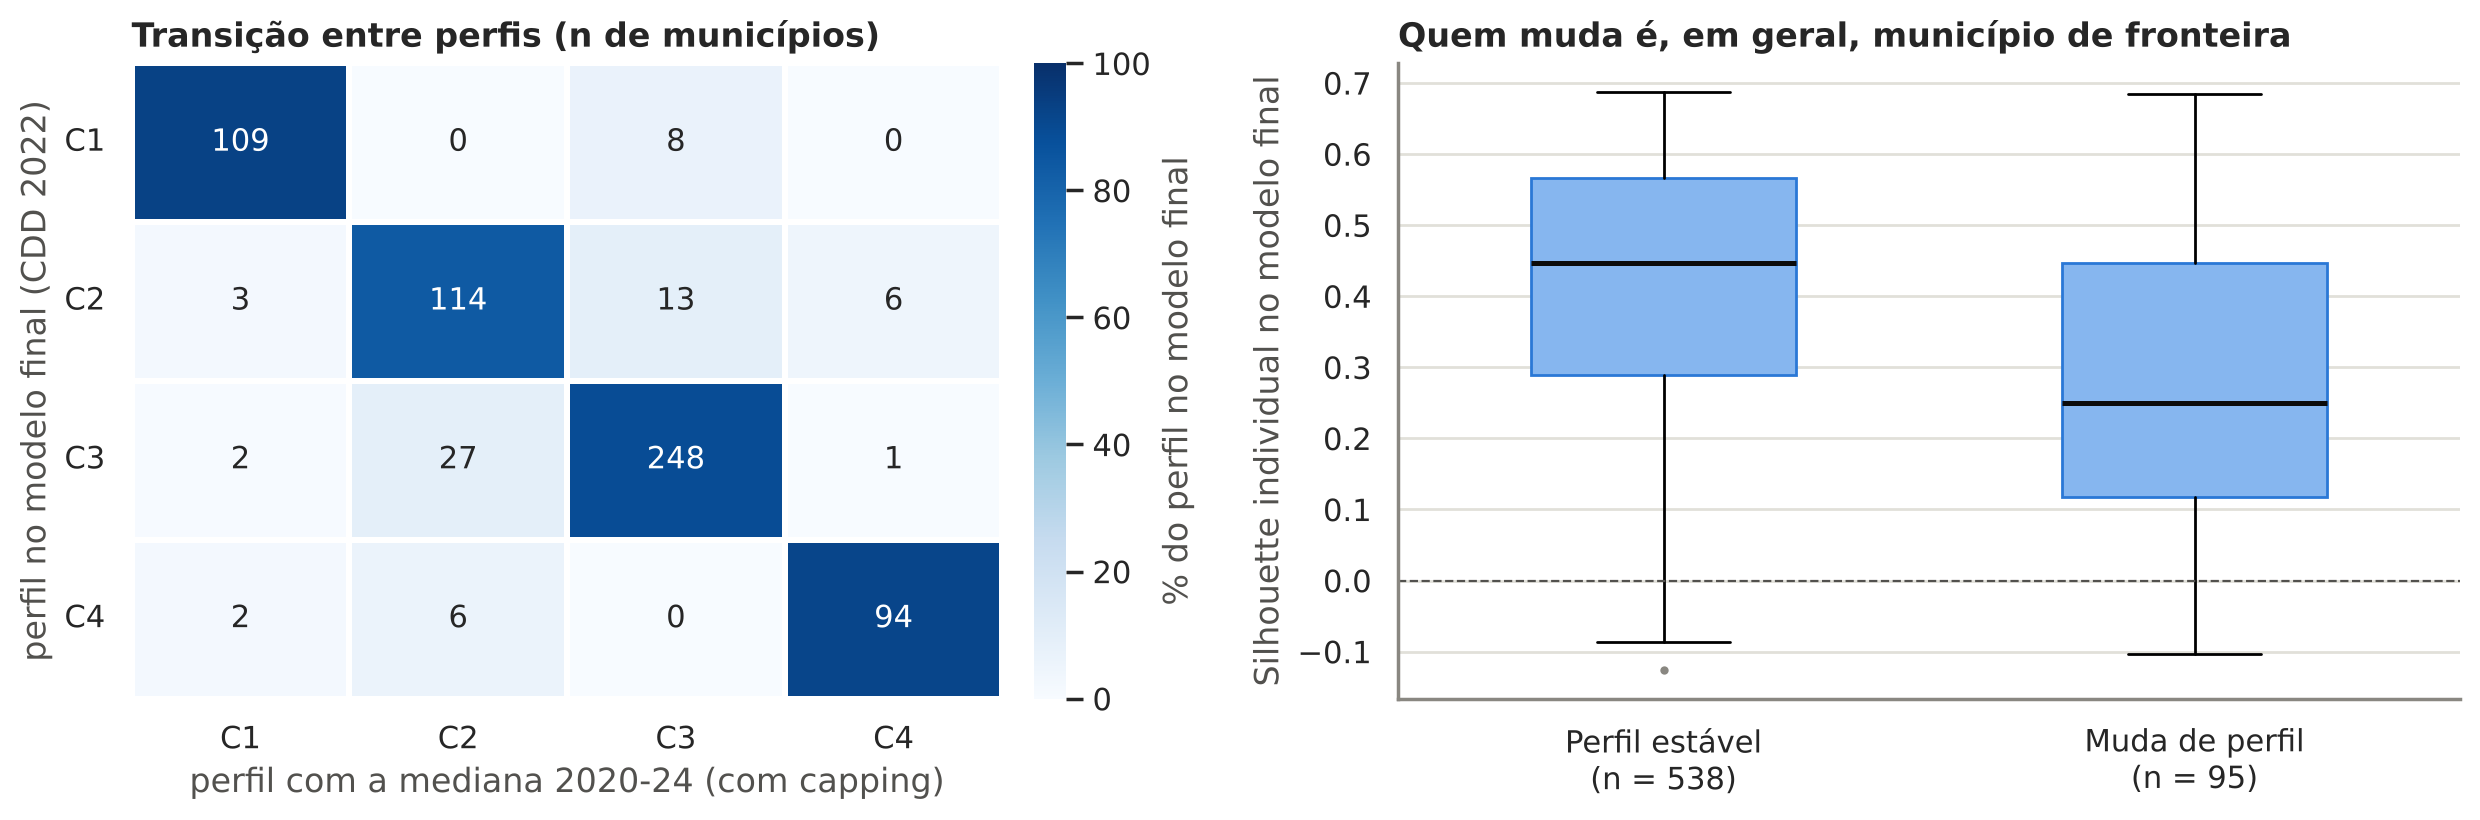 Transição entre perfis (n de municípios)
perfil no modelo final (CDD 2022)
C1
109
0
8
0
C2
3
114
13
6
C3
2
27
248
1
C4
2
6
0
94
C1
C2
C3
C4
perfil com a mediana 2020-24 (com capping)
100
80
60
40
20
0
% do perfil no modelo final
Quem muda é, em geral, município de fronteira
Silhouette individual no modelo final
0.7
0.6
0.5
0.4
0.3
0.2
0.1
0.0
−0.1
Perfil estável
(n = 538)
Muda de perfil
(n = 95)